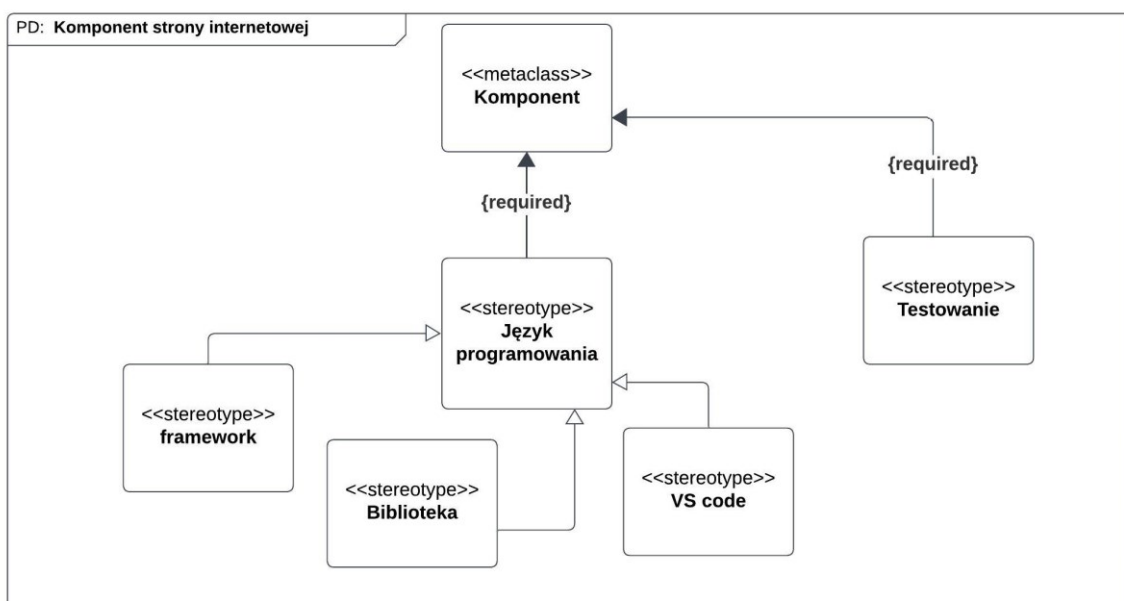 PD: Komponent strony internetowej
<<metaclass>>
Komponent
{required}
{required}
<<stereotype>>
Testowanie
<<stereotype>>
Język
programowania
<<stereotype>>
framework
<<stereotype>>
Biblioteka
<<stereotype>>
VS code